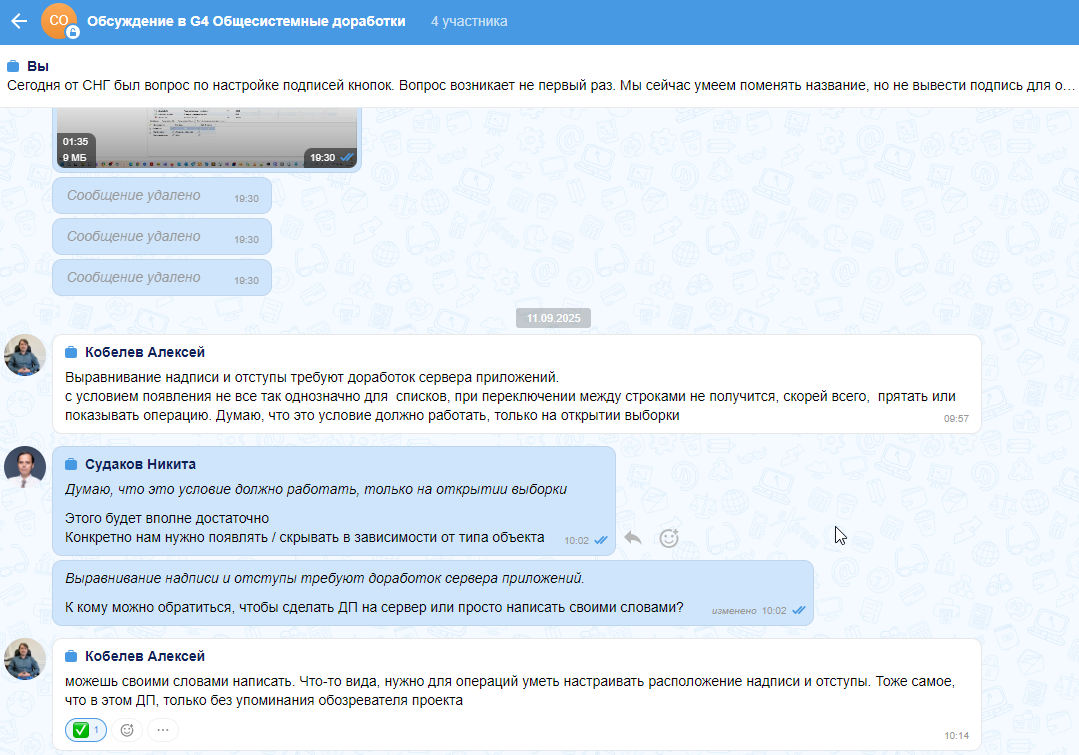 СО
Обсуждение в G4 Общесистемные доработки
4 участника
Вы
Сегодня от СНГ был вопрос по настройке подписей кнопок. Вопрос возникает не первый раз. Мы сейчас умеем поменять название, но не вывести подпись для о…
01:35
9 МБ
19:30
Сообщение удалено
19:30
Сообщение удалено
19:30
Сообщение удалено
19:30
11.09.2025
Кобелев Алексей
Выравнивание надписи и отступы требуют доработок сервера приложений.
с условием появления не все так однозначно для списков, при переключении между строками не получится, скорей всего, прятать или
показывать операцию. Думаю, что это условие должно работать, только на открытии выборки
09:57
Судаков Никита
Думаю, что это условие должно работать, только на открытии выборки
Этого будет вполне достаточно
Конкретно нам нужно появлять / скрывать в зависимости от типа объекта
10:02
Выравнивание надписи и отступы требуют доработок сервера приложений.
К кому можно обратиться, чтобы сделать ДП на сервер или просто написать своими словами?
изменено 10:02
Кобелев Алексей
можешь своими словами написать. Что-то вида, нужно для операций уметь настраивать расположение надписи и отступы. Тоже самое,
что в этом ДП, только без упоминания обозревателя проекта
1
10:14